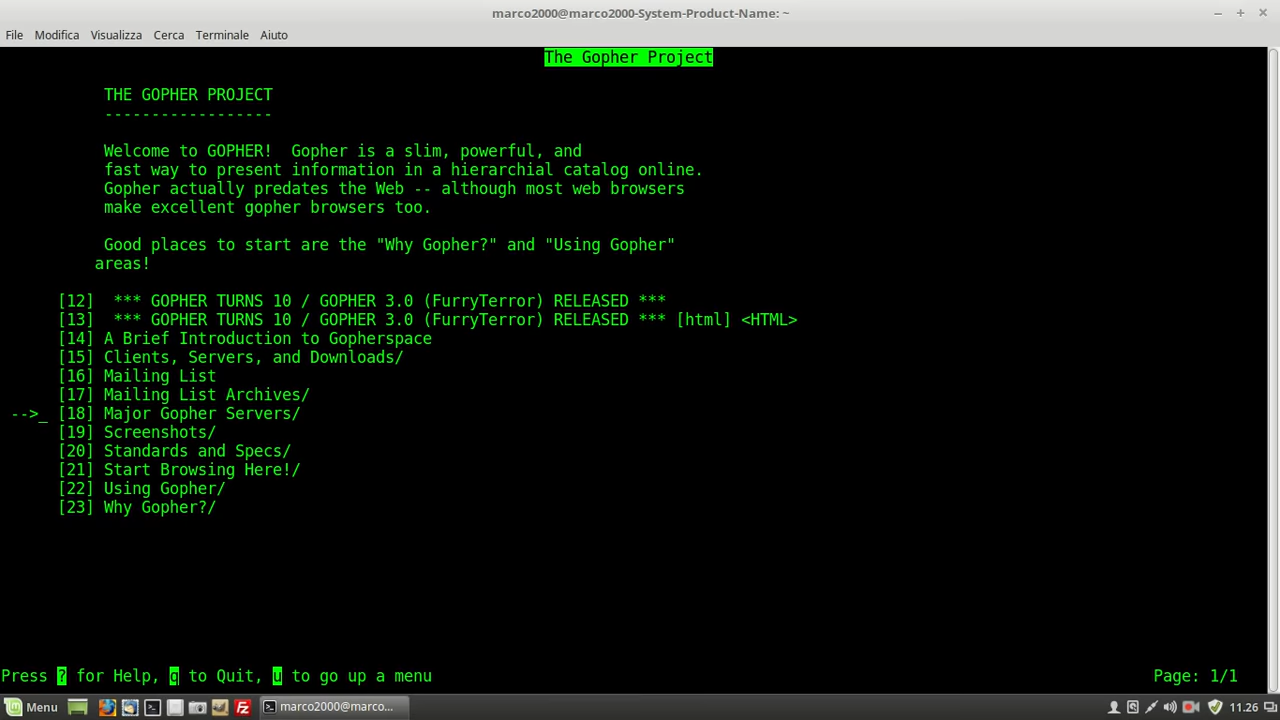 marco2000@marco2000-System-Product-Name: ~
File Modifica Visualizza Cerca Terminale Aiuto
The Gopher Project
THE GOPHER PROJECT
------------------
Welcome to GOPHER!  Gopher is a slim, powerful, and
fast way to present information in a hierarchial catalog online.
Gopher actually predates the Web -- although most web browsers
make excellent gopher browsers too.
Good places to start are the "Why Gopher?" and "Using Gopher"
areas!
[12]  *** GOPHER TURNS 10 / GOPHER 3.0 (FurryTerror) RELEASED ***
[13]  *** GOPHER TURNS 10 / GOPHER 3.0 (FurryTerror) RELEASED *** [html] <HTML>
[14] A Brief Introduction to Gopherspace
[15] Clients, Servers, and Downloads/
[16] Mailing List
[17] Mailing List Archives/
-->_ [18] Major Gopher Servers/
[19] Screenshots/
[20] Standards and Specs/
[21] Start Browsing Here!/
[22] Using Gopher/
[23] Why Gopher?/
Press ? for Help, q to Quit, u to go up a menu Page: 1/1
Menu marco2000@marco... 11.26